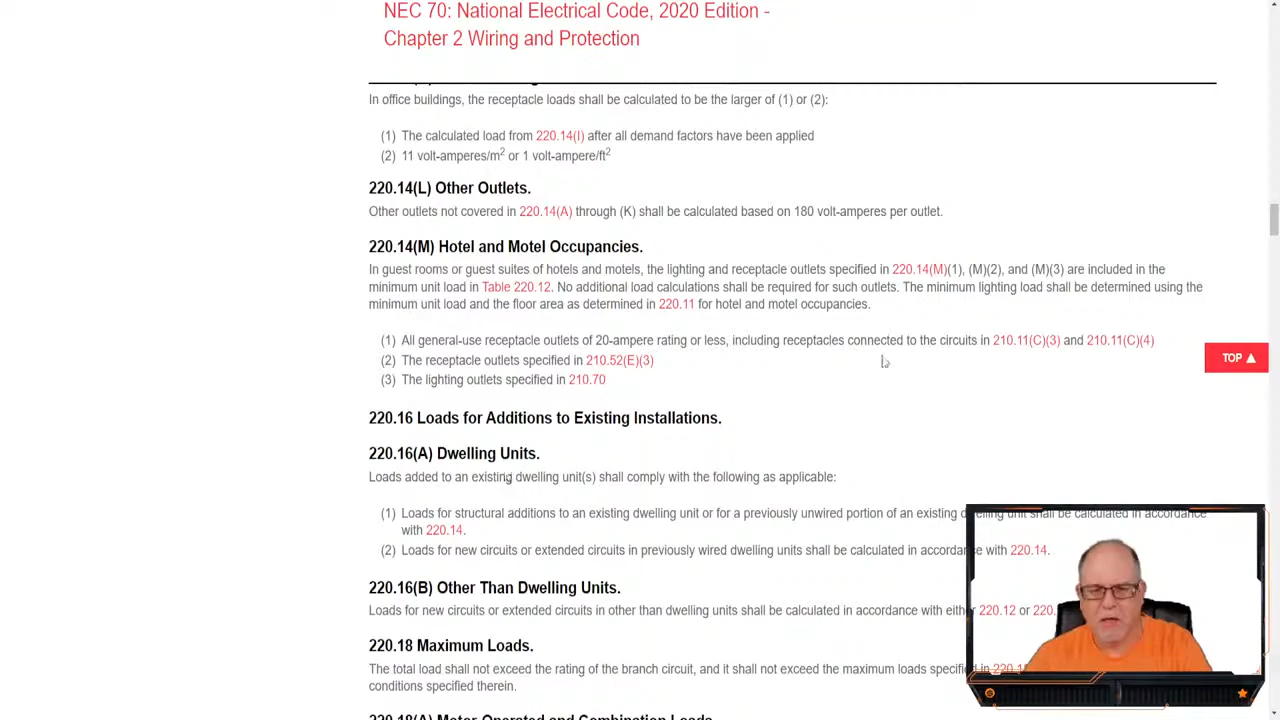 NEC 70: National Electrical Code, 2020 Edition -
Chapter 2 Wiring and Protection
In office buildings, the receptacle loads shall be calculated to be the larger of (1) or (2):
(1) The calculated load from 220.14(I) after all demand factors have been applied
(2) 11 volt-amperes/m2 or 1 volt-ampere/ft2
220.14(L) Other Outlets.
Other outlets not covered in 220.14(A) through (K) shall be calculated based on 180 volt-amperes per outlet.
220.14(M) Hotel and Motel Occupancies.
In guest rooms or guest suites of hotels and motels, the lighting and receptacle outlets specified in 220.14(M)(1), (M)(2), and (M)(3) are included in the
minimum unit load in Table 220.12. No additional load calculations shall be required for such outlets. The minimum lighting load shall be determined using the
minimum unit load and the floor area as determined in 220.11 for hotel and motel occupancies.
(1) All general-use receptacle outlets of 20-ampere rating or less, including receptacles connected to the circuits in 210.11(C)(3) and 210.11(C)(4)
TOP ▲
(2) The receptacle outlets specified in 210.52(E)(3)
(3) The lighting outlets specified in 210.70
220.16 Loads for Additions to Existing Installations.
220.16(A) Dwelling Units.
Loads added to an existing dwelling unit(s) shall comply with the following as applicable:
(1) Loads for structural additions to an existing dwelling unit or for a previously unwired portion of an existing dwelling unit shall be calculated in accordance
with 220.14.
(2) Loads for new circuits or extended circuits in previously wired dwelling units shall be calculated in accordance with 220.14.
220.16(B) Other Than Dwelling Units.
Loads for new circuits or extended circuits in other than dwelling units shall be calculated in accordance with either 220.12 or 220.
220.18 Maximum Loads.
The total load shall not exceed the rating of the branch circuit, and it shall not exceed the maximum loads specified in
conditions specified therein.
220.18(A) Motor-Operated and Combination Loads.